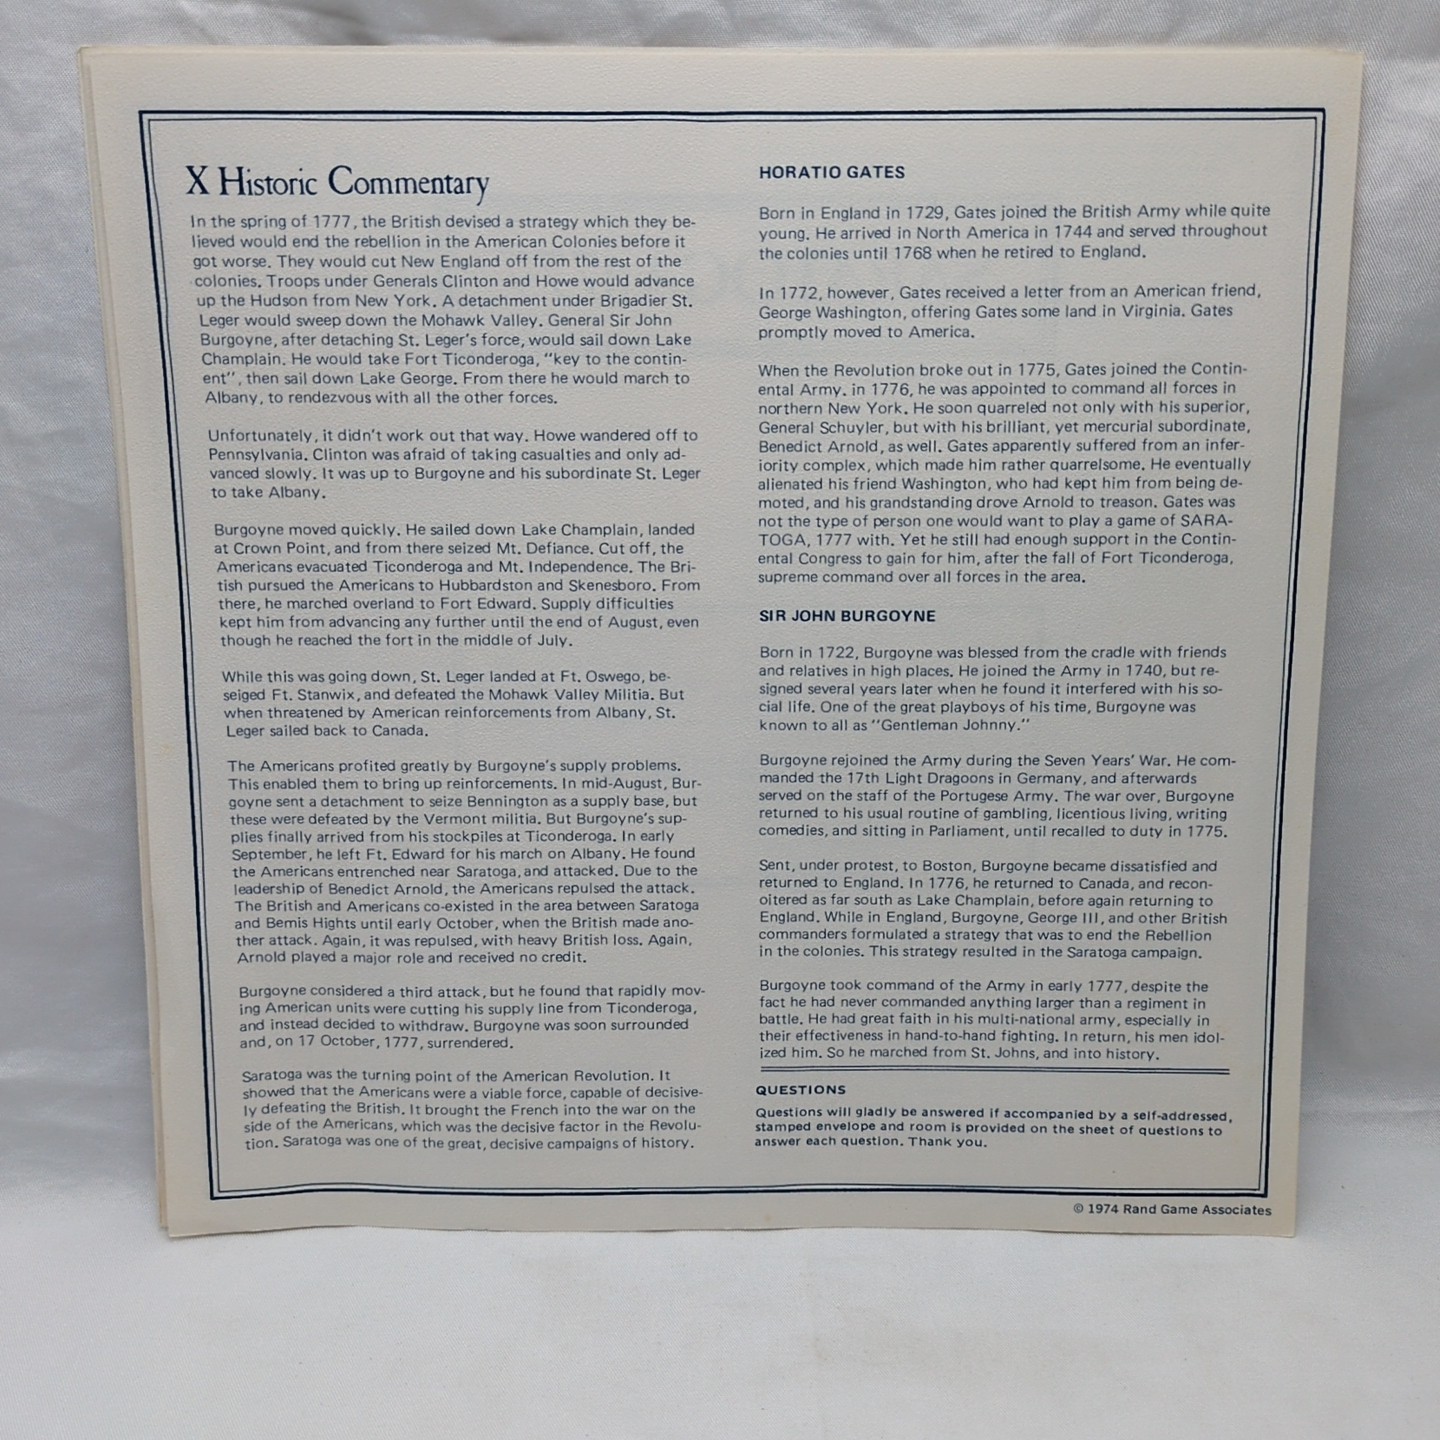 X Historic Commentary
In the spring of 1777, the British devised a strategy which they be-
lieved would end the rebellion in the American Colonies before it
got worse. They would cut New England off from the rest of the
colonies. Troops under Generals Clinton and Howe would advance
up the Hudson from New York. A detachment under Brigadier St.
Leger would sweep down the Mohawk Valley. General Sir John
Burgoyne, after detaching St. Leger's force, would sail down Lake
Champlain. He would take Fort Ticonderoga, "key to the contin-
ent", then sail down Lake George. From there he would march to
Albany, to rendezvous with all the other forces.
Unfortunately, it didn't work out that way. Howe wandered off to
Pennsylvania. Clinton was afraid of taking casualties and only ad-
vanced slowly. It was up to Burgoyne and his subordinate St. Leger
to take Albany.
Burgoyne moved quickly. He sailed down Lake Champlain, landed
at Crown Point, and from there seized Mt. Defiance. Cut off, the
Americans evacuated Ticonderoga and Mt. Independence. The Bri-
tish pursued the Americans to Hubbardston and Skenesboro. From
there, he marched overland to Fort Edward. Supply difficulties
kept him from advancing any further until the end of August, even
though he reached the fort in the middle of July.
While this was going down, St. Leger landed at Ft. Oswego, be-
seiged Ft. Stanwix, and defeated the Mohawk Valley Militia. But
when threatened by American reinforcements from Albany, St.
Leger sailed back to Canada.
The Americans profited greatly by Burgoyne's supply problems.
This enabled them to bring up reinforcements. In mid-August, Bur-
goyne sent a detachment to seize Bennington as a supply base, but
these were defeated by the Vermont militia. But Burgoyne's sup-
plies finally arrived from his stockpiles at Ticonderoga. In early
September, he left Ft. Edward for his march on Albany. He found
the Americans entrenched near Saratoga, and attacked. Due to the
leadership of Benedict Arnold, the Americans repulsed the attack.
The British and Americans co-existed in the area between Saratoga
and Bemis Hights until early October, when the British made ano-
ther attack. Again, it was repulsed, with heavy British loss. Again,
Arnold played a major role and received no credit.
Burgoyne considered a third attack, but he found that rapidly mov-
ing American units were cutting his supply line from Ticonderoga,
and instead decided to withdraw. Burgoyne was soon surrounded
and, on 17 October, 1777, surrendered.
Saratoga was the turning point of the American Revolution. It
showed that the Americans were a viable force, capable of decisive-
ly defeating the British. It brought the French into the war on the
side of the Americans, which was the decisive factor in the Revolu-
tion. Saratoga was one of the great, decisive campaigns of history.
HORATIO GATES
Born in England in 1729, Gates joined the British Army while quite
young. He arrived in North America in 1744 and served throughout
the colonies until 1768 when he retired to England.
In 1772, however, Gates received a letter from an American friend,
George Washington, offering Gates some land in Virginia. Gates
promptly moved to America.
When the Revolution broke out in 1775, Gates joined the Contin-
ental Army. in 1776, he was appointed to command all forces in
northern New York. He soon quarreled not only with his superior,
General Schuyler, but with his brilliant, yet mercurial subordinate,
Benedict Arnold, as well. Gates apparently suffered from an infer-
iority complex, which made him rather quarrelsome. He eventually
alienated his friend Washington, who had kept him from being de-
moted, and his grandstanding drove Arnold to treason. Gates was
not the type of person one would want to play a game of SARA-
TOGA, 1777 with. Yet he still had enough support in the Contin-
ental Congress to gain for him, after the fall of Fort Ticonderoga,
supreme command over all forces in the area.
SIR JOHN BURGOYNE
Born in 1722, Burgoyne was blessed from the cradle with friends
and relatives in high places. He joined the Army in 1740, but re-
signed several years later when he found it interfered with his so-
cial life. One of the great playboys of his time, Burgoyne was
known to all as "Gentleman Johnny."
Burgoyne rejoined the Army during the Seven Years' War. He com-
manded the 17th Light Dragoons in Germany, and afterwards
served on the staff of the Portugese Army. The war over, Burgoyne
returned to his usual routine of gambling, licentious living, writing
comedies, and sitting in Parliament, until recalled to duty in 1775.
Sent, under protest, to Boston, Burgoyne became dissatisfied and
returned to England. In 1776, he returned to Canada, and recon-
oitered as far south as Lake Champlain, before again returning to
England. While in England, Burgoyne, George III, and other British
commanders formulated a strategy that was to end the Rebellion
in the colonies. This strategy resulted in the Saratoga campaign.
Burgoyne took command of the Army in early 1777, despite the
fact he had never commanded anything larger than a regiment in
battle. He had great faith in his multi-national army, especially in
their effectiveness in hand-to-hand fighting. In return, his men idol-
ized him. So he marched from St. Johns, and into history.
QUESTIONS
Questions will gladly be answered if accompanied by a self-addressed,
stamped envelope and room is provided on the sheet of questions to
answer each question. Thank you.
© 1974 Rand Game Associates